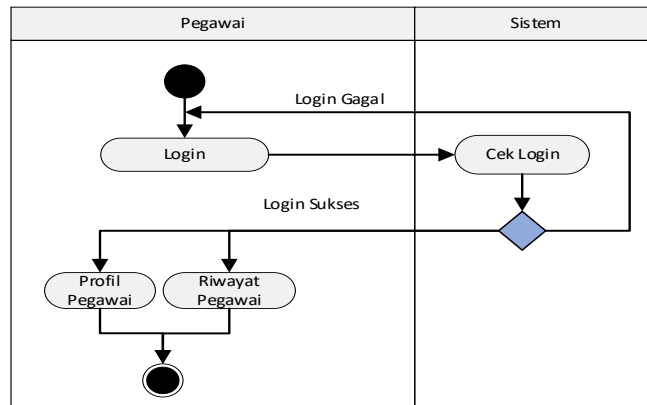 Pegawai
Sistem
Login Gagal
Login
Cek Login
Login Sukses
Profil
Pegawai
Riwayat
Pegawai